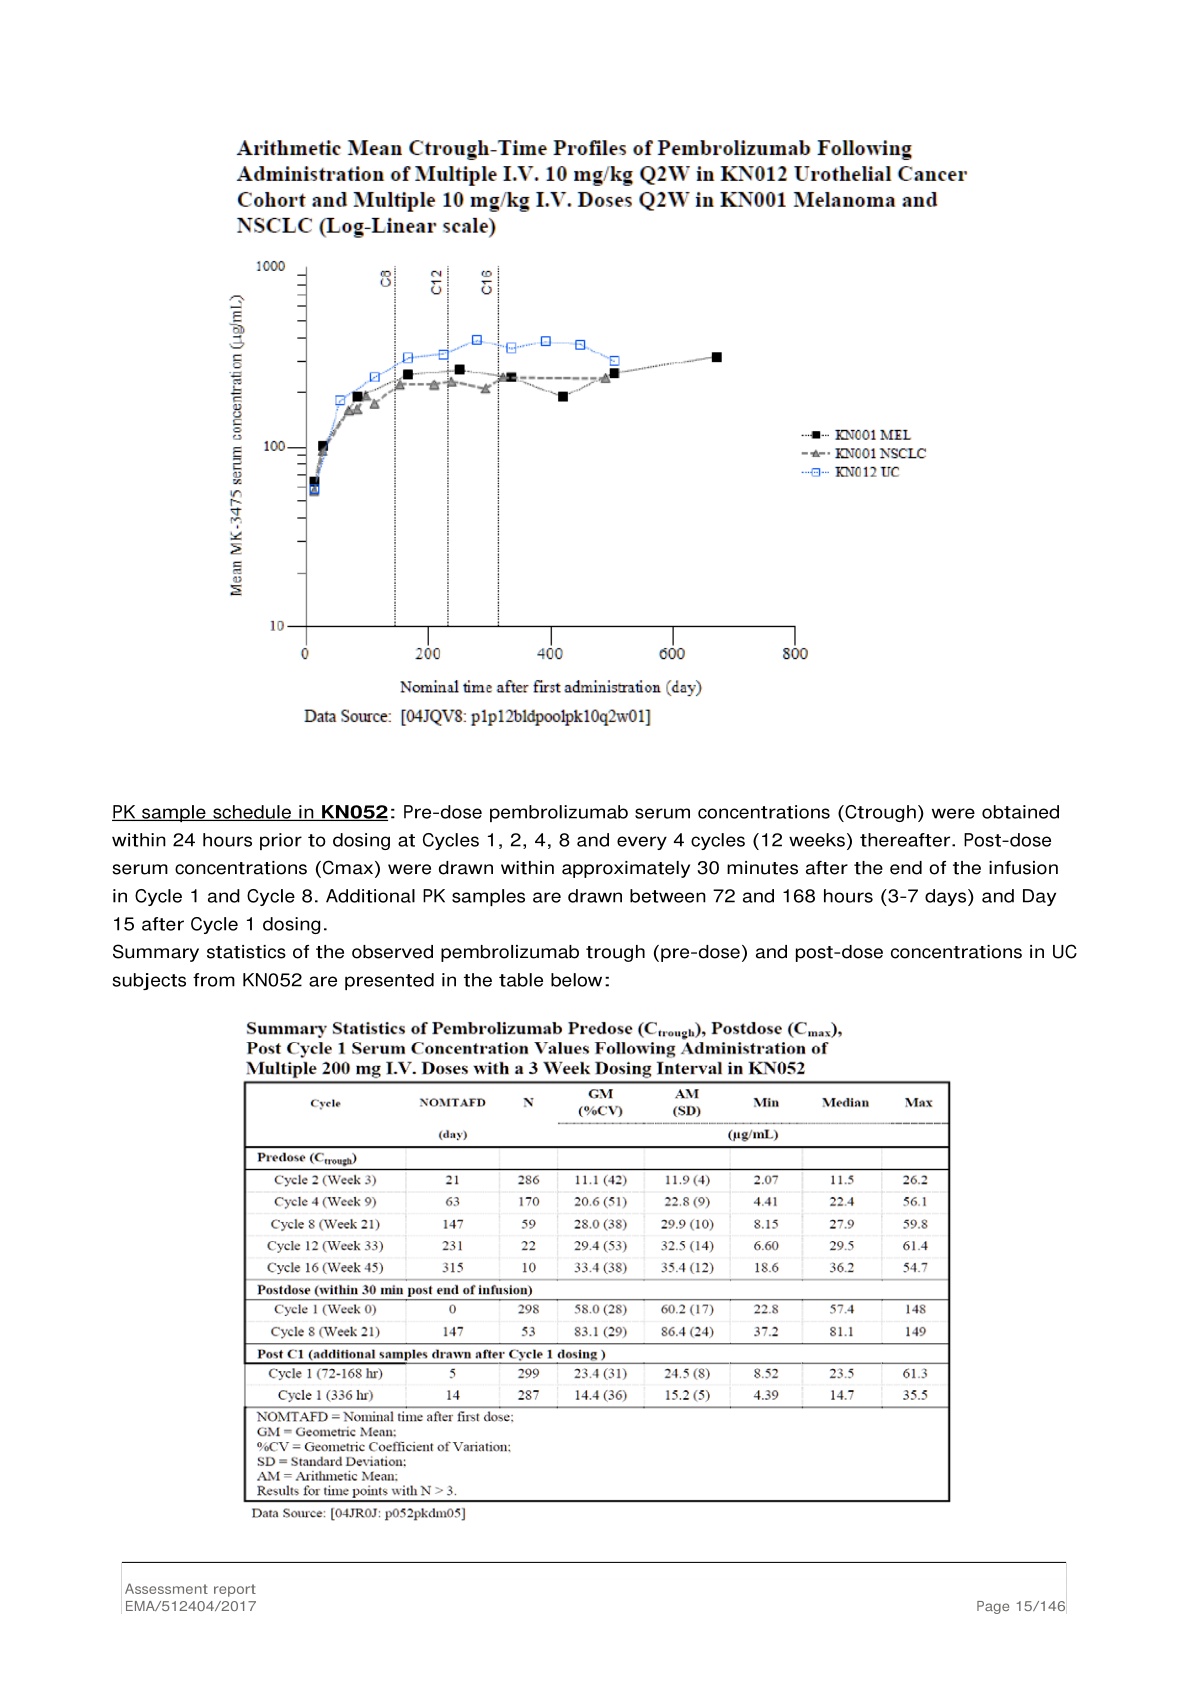 Arithmetic Mean Ctrough-Time Profiles of Pembrolizumab Following
Administration of Multiple I.V. 10 mg/kg Q2W in KN012 Urothelial Cancer
Cohort and Multiple 10 mg/kg I.V. Doses Q2W in KN001 Melanoma and
NSCLC (Log-Linear scale)
1000
C8
C12
C16
Mean MK-3475 serum concentration (µg/mL)
100
KN001 MEL
KN001 NSCLC
KN012 UC
10
0 200 400 600 800
Nominal time after first administration (day)
Data Source: [04JQV8: p1p12bldpoolpk10q2w01]
PK sample schedule in KN052: Pre-dose pembrolizumab serum concentrations (Ctrough) were obtained
within 24 hours prior to dosing at Cycles 1, 2, 4, 8 and every 4 cycles (12 weeks) thereafter. Post-dose
serum concentrations (Cmax) were drawn within approximately 30 minutes after the end of the infusion
in Cycle 1 and Cycle 8. Additional PK samples are drawn between 72 and 168 hours (3-7 days) and Day
15 after Cycle 1 dosing.
Summary statistics of the observed pembrolizumab trough (pre-dose) and post-dose concentrations in UC
subjects from KN052 are presented in the table below:
Summary Statistics of Pembrolizumab Predose (Ctrough), Postdose (Cmax),
Post Cycle 1 Serum Concentration Values Following Administration of
Multiple 200 mg I.V. Doses with a 3 Week Dosing Interval in KN052
Cycle NOMTAFD N GM (%CV) AM (SD) Min Median Max
(day) (µg/mL)
Predose (Ctrough)
Cycle 2 (Week 3) 21 286 11.1 (42) 11.9 (4) 2.07 11.5 26.2
Cycle 4 (Week 9) 63 170 20.6 (51) 22.8 (9) 4.41 22.4 56.1
Cycle 8 (Week 21) 147 59 28.0 (38) 29.9 (10) 8.15 27.9 59.8
Cycle 12 (Week 33) 231 22 29.4 (53) 32.5 (14) 6.60 29.5 61.4
Cycle 16 (Week 45) 315 10 33.4 (38) 35.4 (12) 18.6 36.2 54.7
Postdose (within 30 min post end of infusion)
Cycle 1 (Week 0) 0 298 58.0 (28) 60.2 (17) 22.8 57.4 148
Cycle 8 (Week 21) 147 53 83.1 (29) 86.4 (24) 37.2 81.1 149
Post C1 (additional samples drawn after Cycle 1 dosing )
Cycle 1 (72-168 hr) 5 299 23.4 (31) 24.5 (8) 8.52 23.5 61.3
Cycle 1 (336 hr) 14 287 14.4 (36) 15.2 (5) 4.39 14.7 35.5
NOMTAFD = Nominal time after first dose;
GM = Geometric Mean;
%CV = Geometric Coefficient of Variation;
SD = Standard Deviation;
AM = Arithmetic Mean;
Results for time points with N > 3.
Data Source: [04JR0J: p052pkdm05]
Assessment report
EMA/512404/2017 Page 15/146